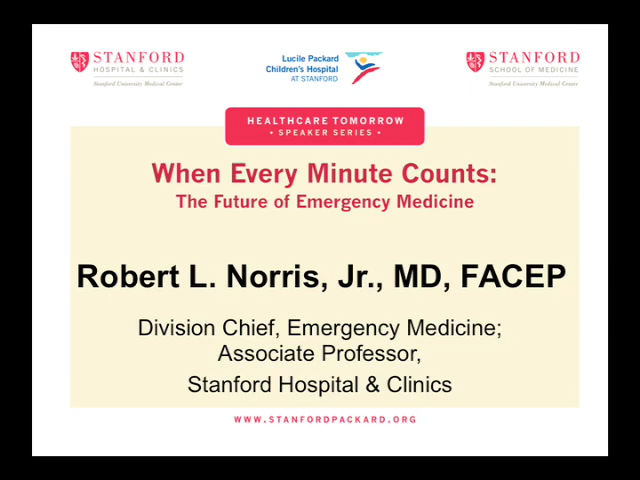 STANFORD
HOSPITAL & CLINICS
Stanford University Medical Center
Lucile Packard
Children's Hospital
AT STANFORD
STANFORD
SCHOOL OF MEDICINE
Stanford University Medical Center
HEALTHCARE TOMORROW
• SPEAKER SERIES •
When Every Minute Counts:
The Future of Emergency Medicine
Robert L. Norris, Jr., MD, FACEP
Division Chief, Emergency Medicine;
Associate Professor,
Stanford Hospital & Clinics
WWW.STANFORDPACKARD.ORG